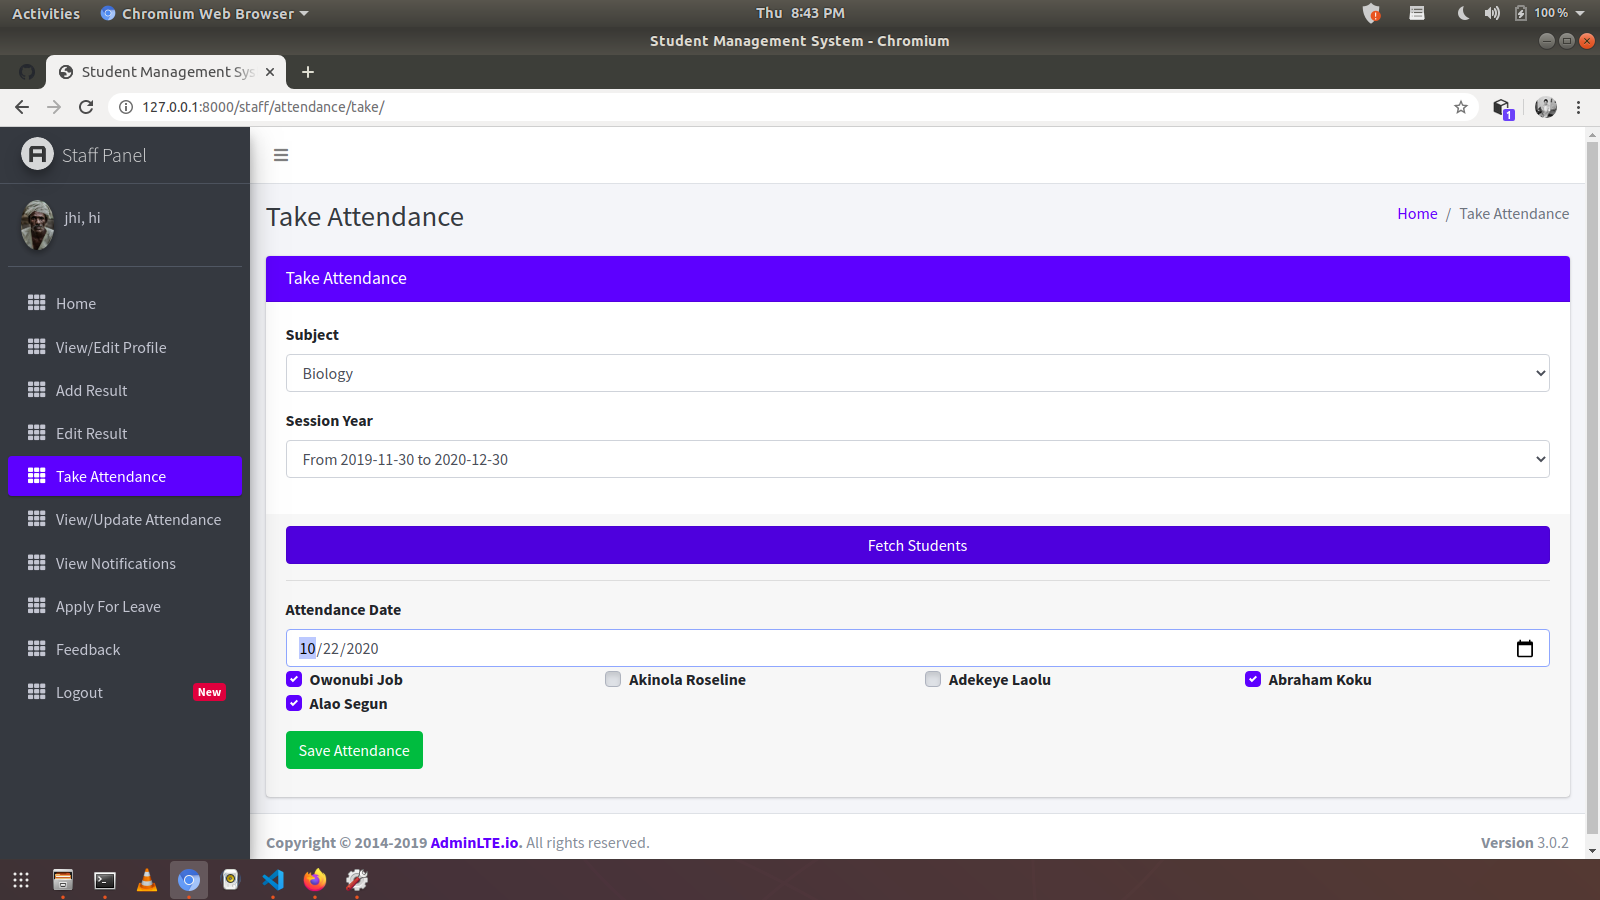 Activities Chromium Web Browser Thu 8:43 PM 100 %
Student Management System - Chromium
Student Management Sys
127.0.0.1:8000/staff/attendance/take/
1
Staff Panel
jhi, hi
Home
View/Edit Profile
Add Result
Edit Result
Take Attendance
View/Update Attendance
View Notifications
Apply For Leave
Feedback
Logout New
Take Attendance
Home / Take Attendance
Take Attendance
Subject
Biology
Session Year
From 2019-11-30 to 2020-12-30
Fetch Students
Attendance Date
10/22/2020
Owonubi Job Akinola Roseline Adekeye Laolu Abraham Koku
Alao Segun
Save Attendance
Copyright © 2014-2019 AdminLTE.io. All rights reserved. Version 3.0.2